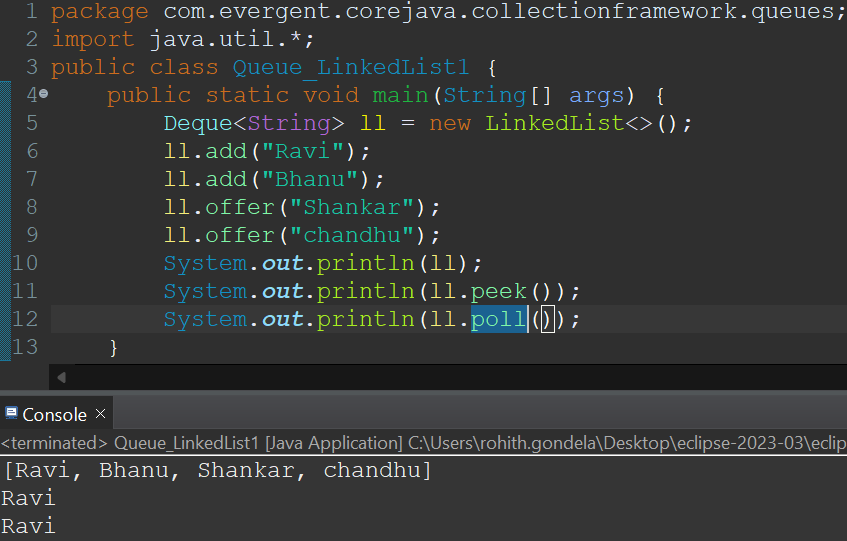 1 package com.evergent.corejava.collectionframework.queues;
2 import java.util.*;
3 public class Queue_LinkedList1 {
4 public static void main(String[] args) {
5 Deque<String> ll = new LinkedList<>();
6 ll.add("Ravi");
7 ll.add("Bhanu");
8 ll.offer("Shankar");
9 ll.offer("chandhu");
10 System.out.println(ll);
11 System.out.println(ll.peek());
12 System.out.println(ll.poll());
13 }
Console
<terminated> Queue_LinkedList1 [Java Application] C:\Users\rohith.gondela\Desktop\eclipse-2023-03\eclip
[Ravi, Bhanu, Shankar, chandhu]
Ravi
Ravi